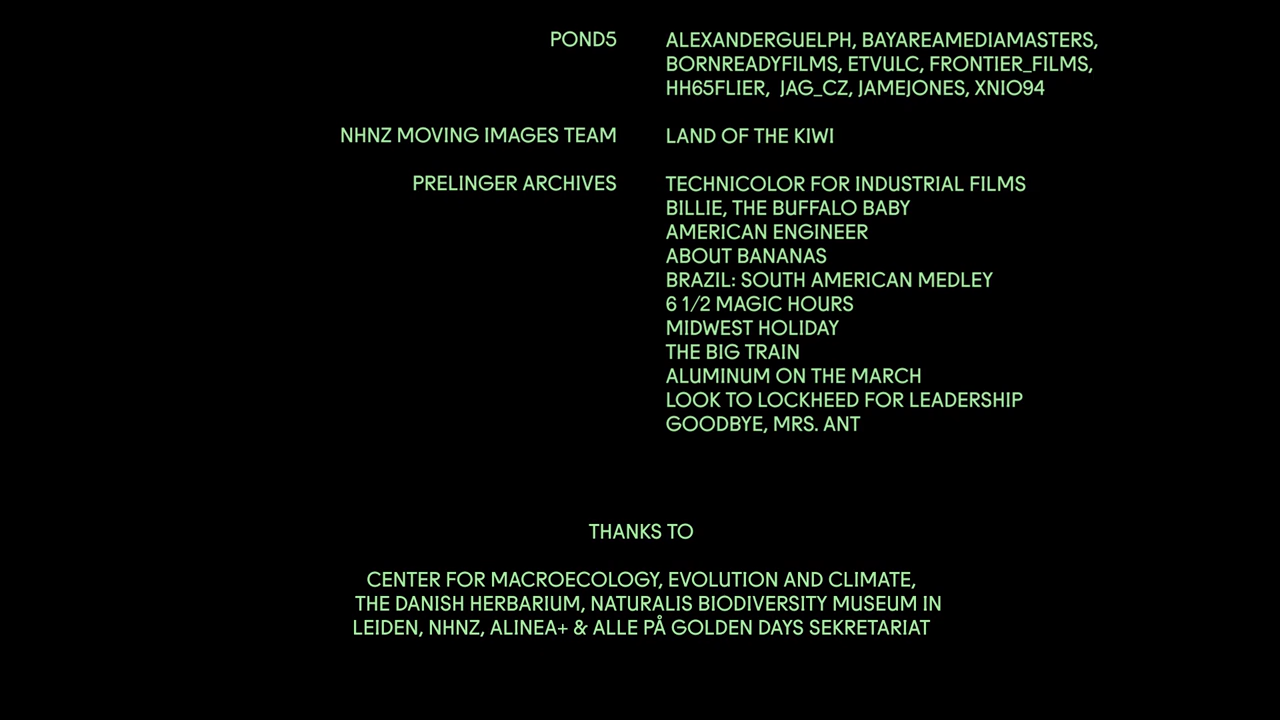 POND5 ALEXANDERGUELPH, BAYAREAMEDIAMASTERS,
BORNREADYFILMS, ETVULC, FRONTIER_FILMS,
HH65FLIER, JAG_CZ, JAMEJONES, XNIO94
NHNZ MOVING IMAGES TEAM LAND OF THE KIWI
PRELINGER ARCHIVES TECHNICOLOR FOR INDUSTRIAL FILMS
BILLIE, THE BUFFALO BABY
AMERICAN ENGINEER
ABOUT BANANAS
BRAZIL: SOUTH AMERICAN MEDLEY
6 1/2 MAGIC HOURS
MIDWEST HOLIDAY
THE BIG TRAIN
ALUMINUM ON THE MARCH
LOOK TO LOCKHEED FOR LEADERSHIP
GOODBYE, MRS. ANT
THANKS TO
CENTER FOR MACROECOLOGY, EVOLUTION AND CLIMATE,
THE DANISH HERBARIUM, NATURALIS BIODIVERSITY MUSEUM IN
LEIDEN, NHNZ, ALINEA+ & ALLE PÅ GOLDEN DAYS SEKRETARIAT